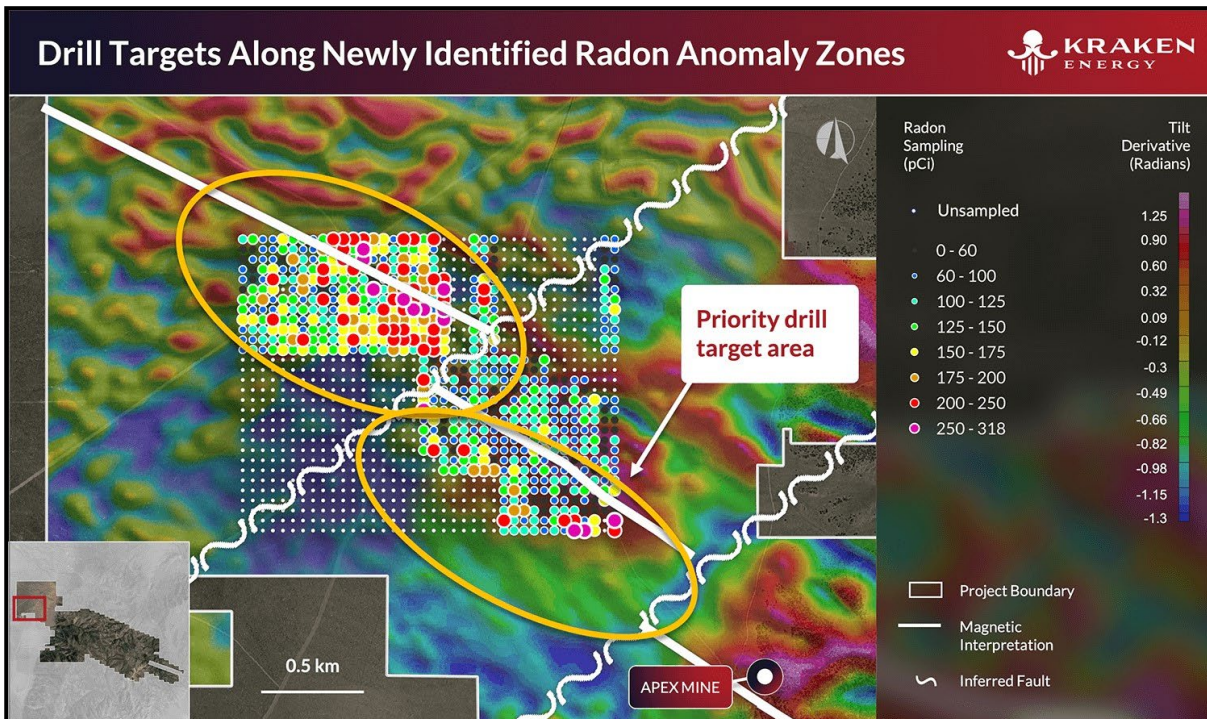 Drill Targets Along Newly Identified Radon Anomaly Zones
KRAKEN
ENERGY
Radon
Sampling
(pCi)
Unsampled
0 - 60
60 - 100
100 - 125
125 - 150
150 - 175
175 - 200
200 - 250
250 - 318
Tilt
Derivative
(Radians)
1.25
0.90
0.60
0.32
0.09
-0.12
-0.3
-0.49
-0.66
-0.82
-0.98
-1.15
-1.3
Priority drill
target area
Project Boundary
Magnetic
Interpretation
Inferred Fault
0.5 km
APEX MINE